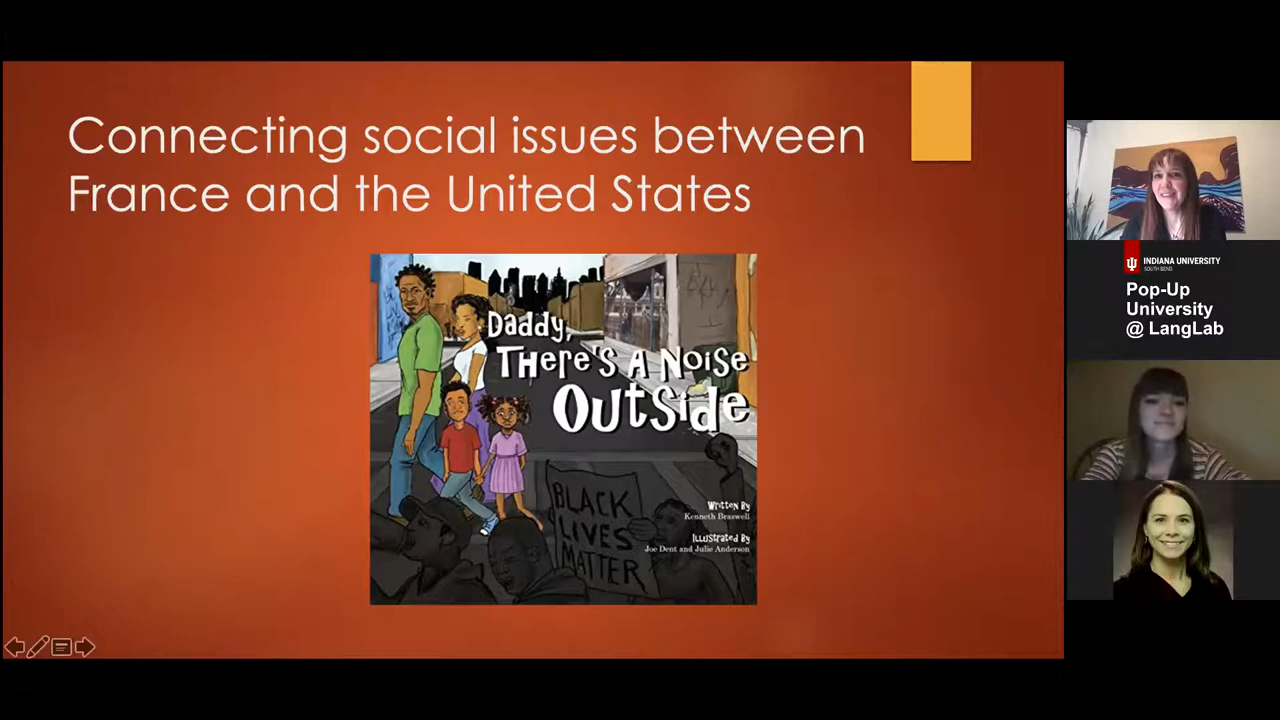 Connecting social issues between
France and the United States
Daddy,
There's A Noise
Outside
BLACK
LIVES
MATTER
Written By
Kenneth Braswell
Illustrated By
Joe Dent and Julie Anderson
INDIANA UNIVERSITY
SOUTH BEND
Pop-Up
University
@ LangLab